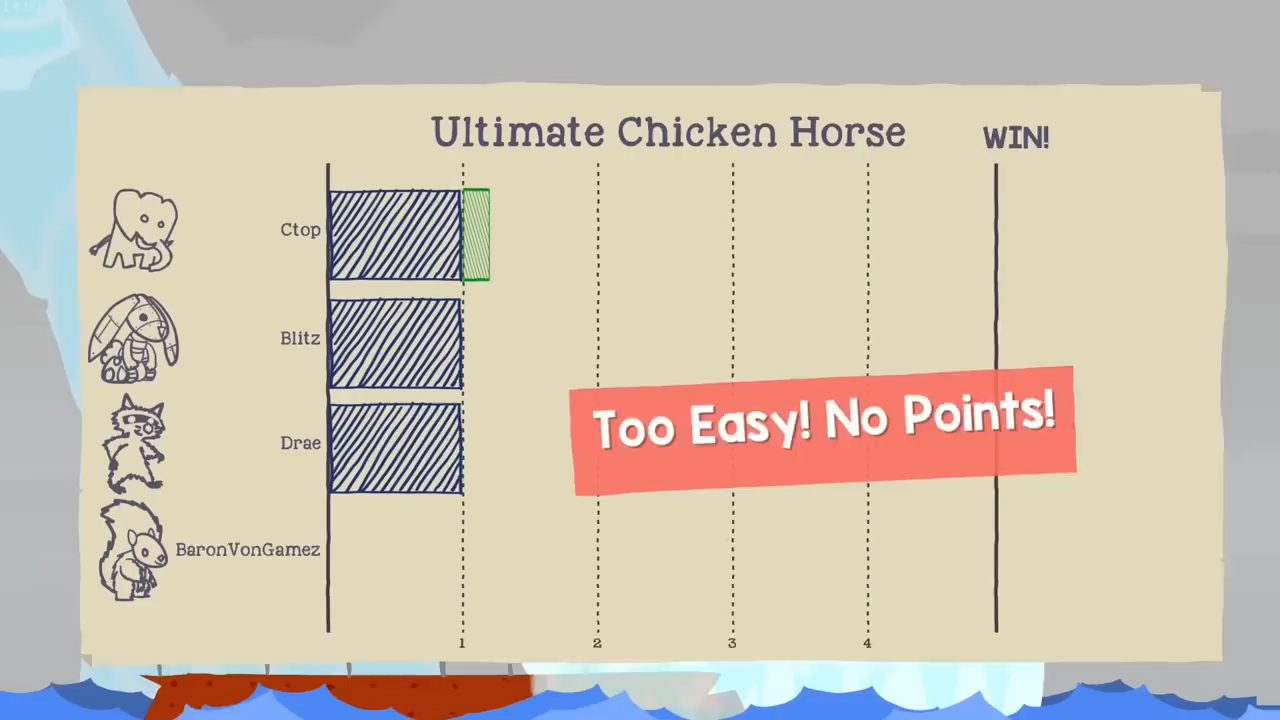 Ultimate Chicken Horse
WIN!
Ctop
Blitz
Drae
Too Easy! No Points!
BaronVonGamez
1 2 3 4